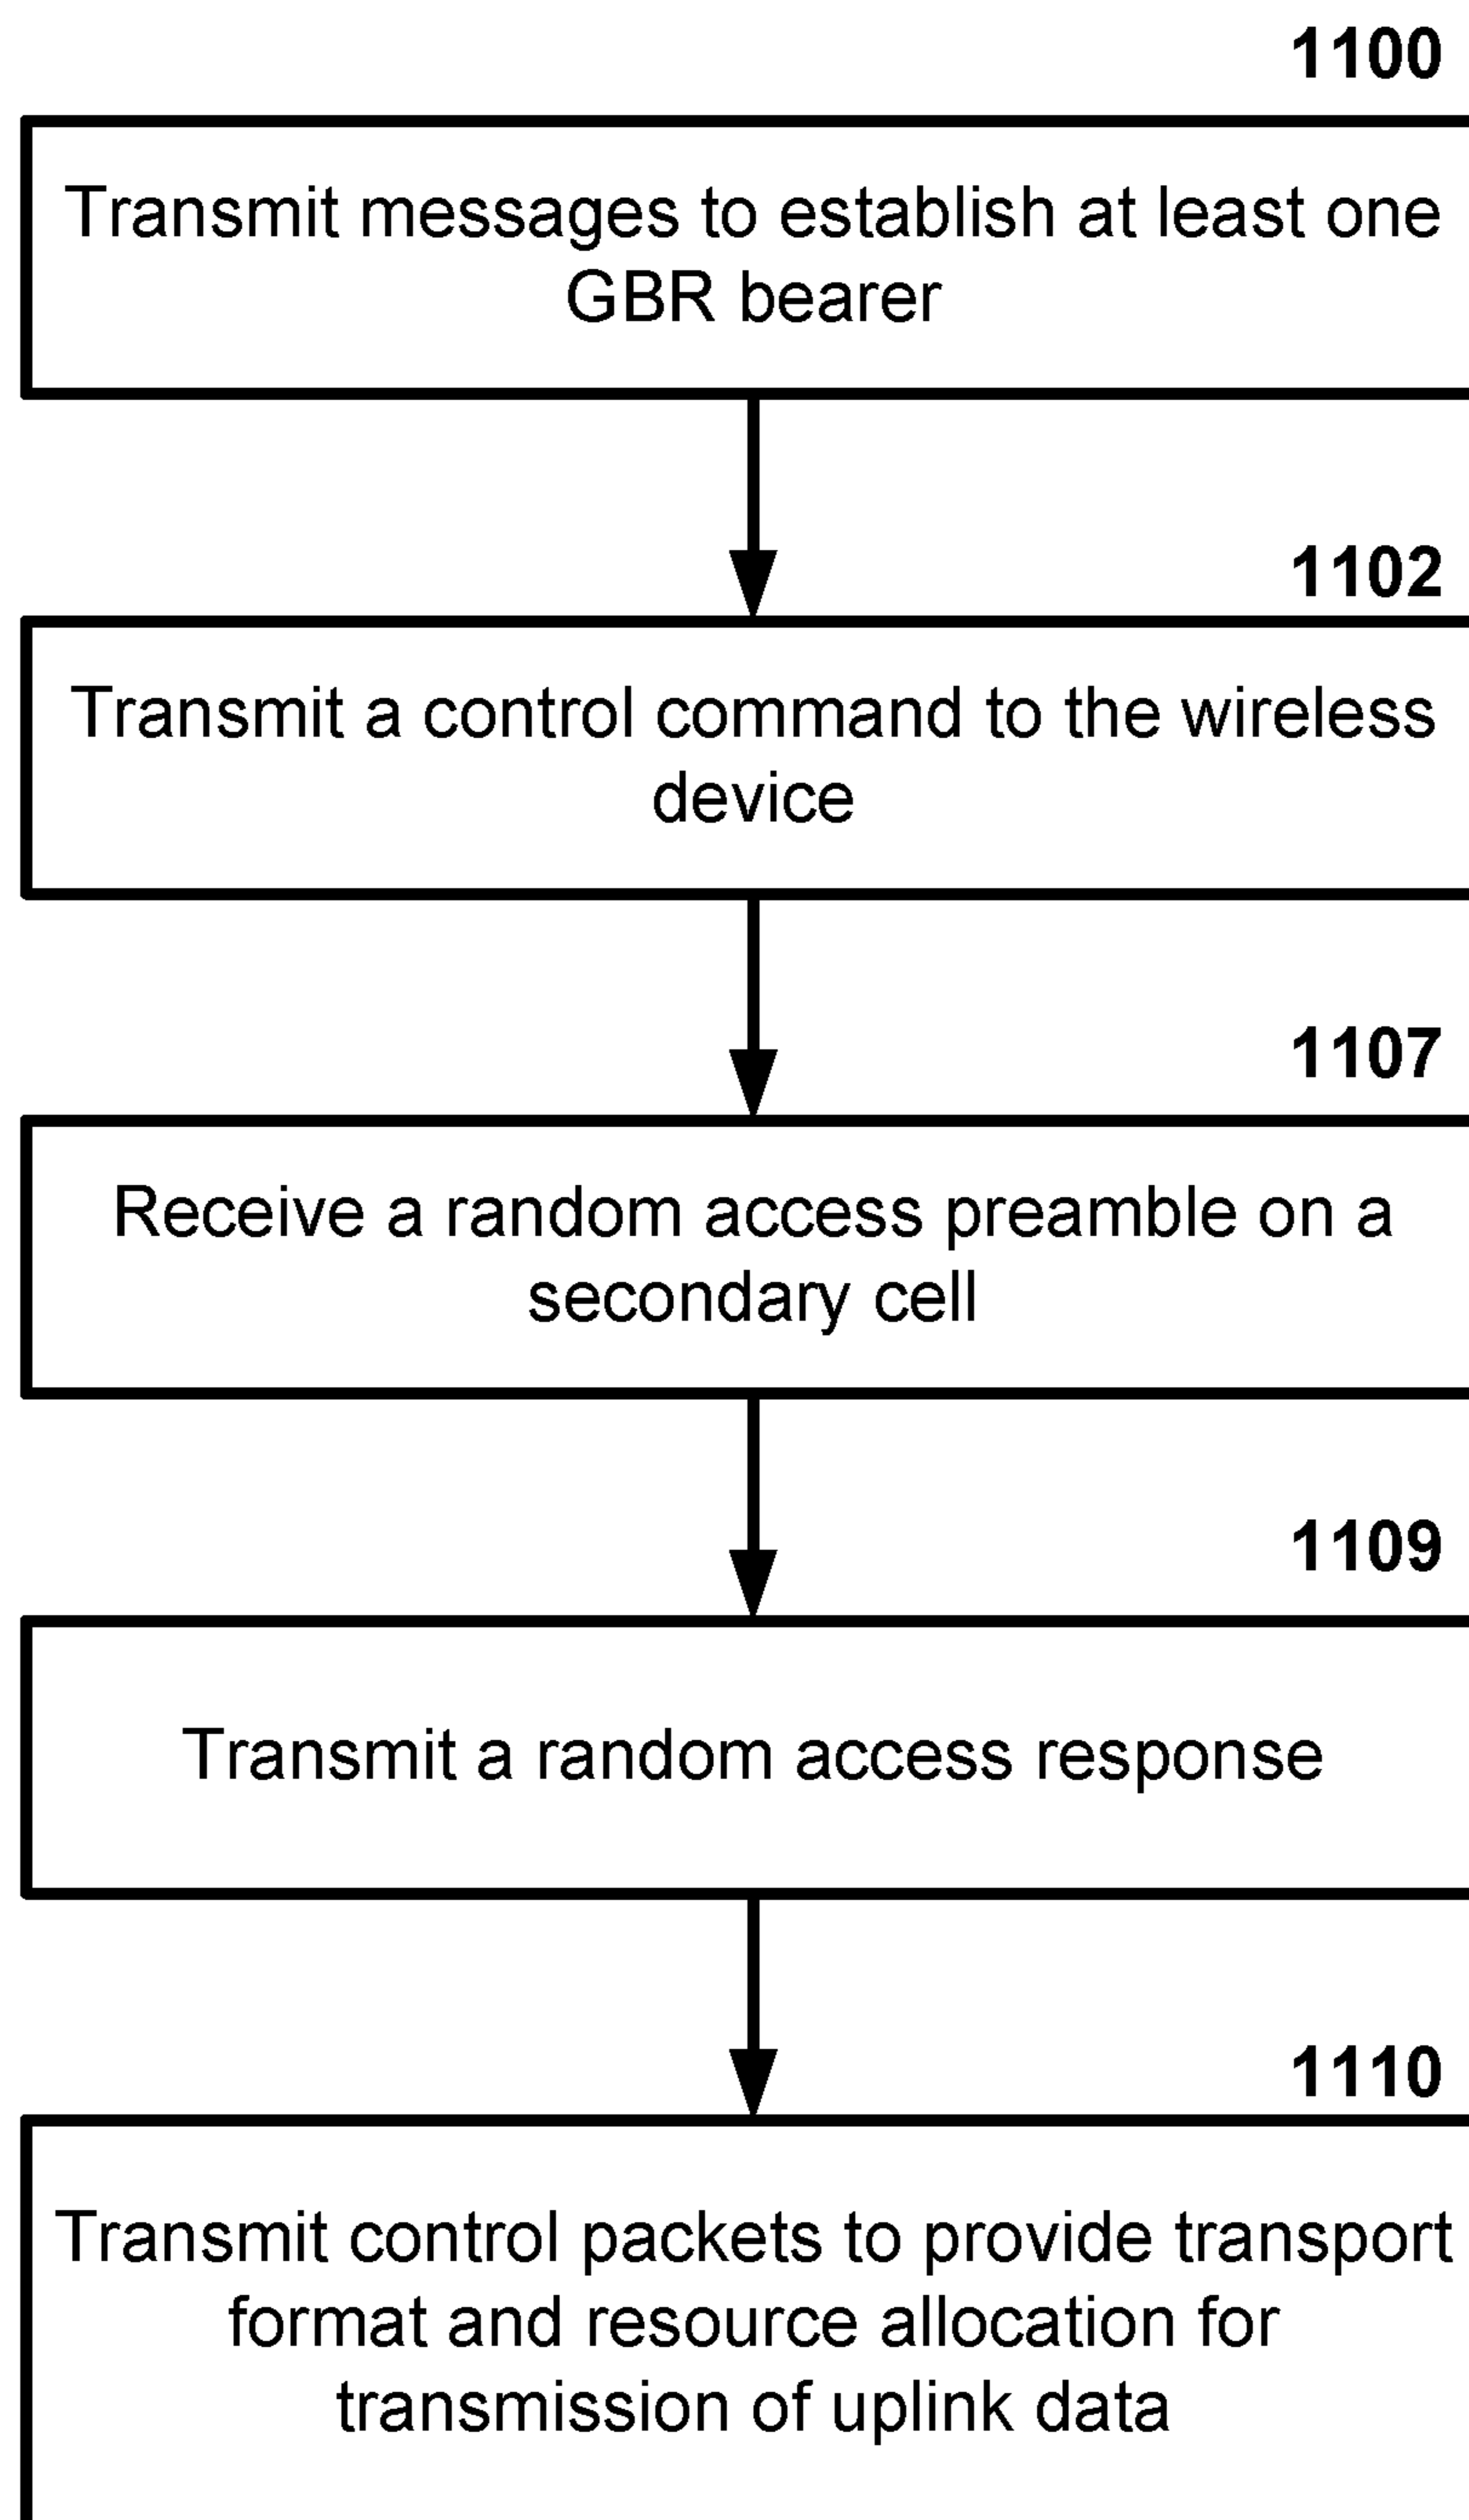 1100
Transmit messages to establish at least one
GBR bearer
1102
Transmit a control command to the wireless
device
1107
Receive a random access preamble on a
secondary cell
1109
Transmit a random access response
1110
Transmit control packets to provide transport
format and resource allocation for
transmission of uplink data